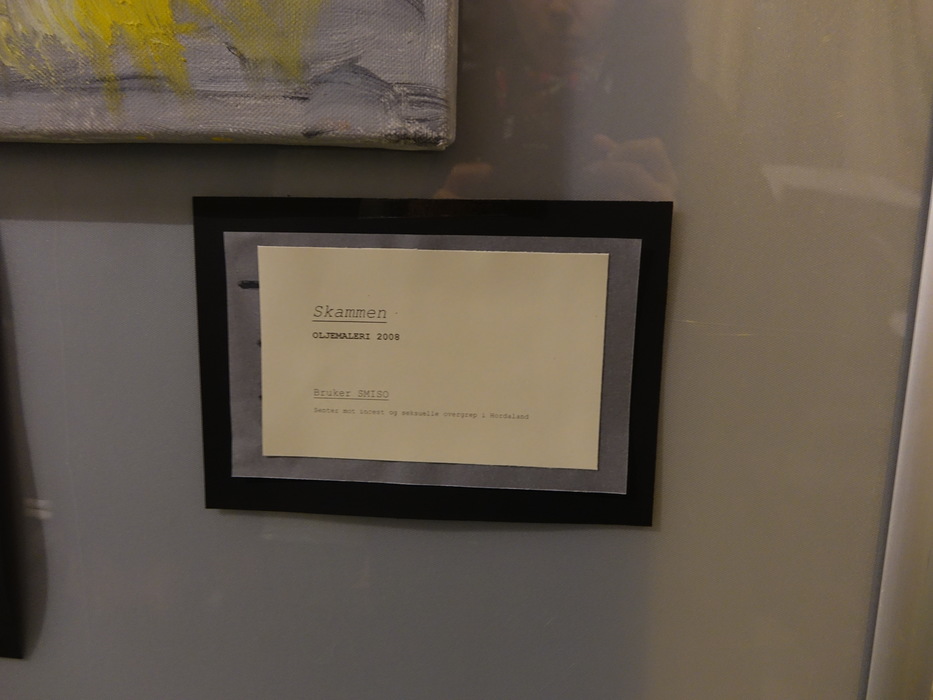 Skammen
OLJEMALERI 2008
Bruker SMISO
Senter mot incest og seksuelle overgrep i Hordaland